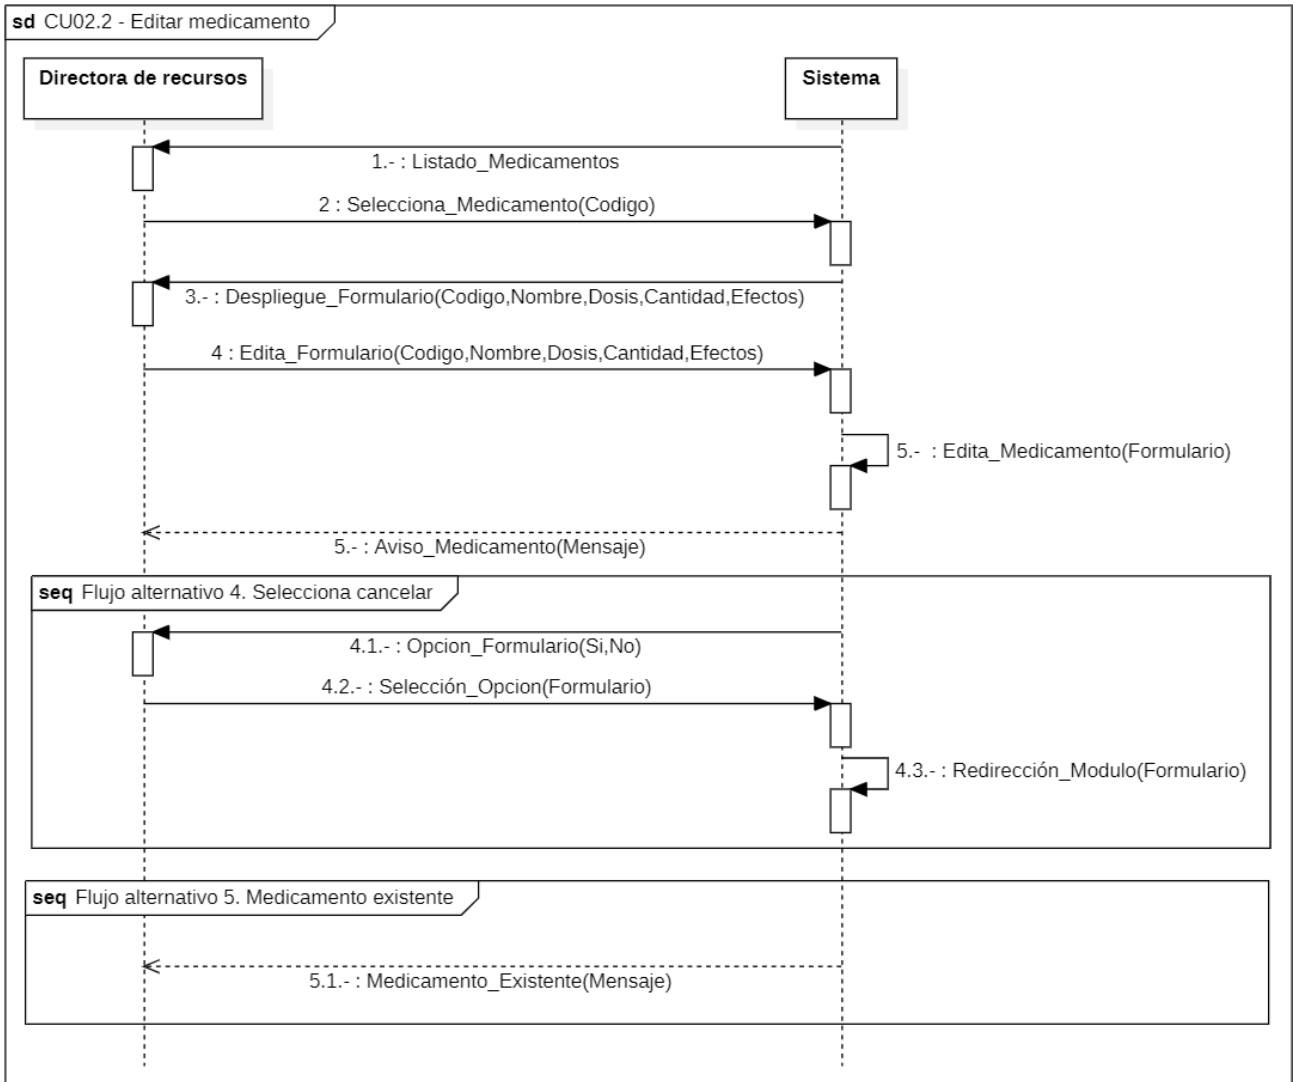 sd CU02.2 - Editar medicamento
Directora de recursos
Sistema
1.- : Listado_Medicamentos
2 : Selecciona_Medicamento(Codigo)
3.- : Despliegue_Formulario(Codigo,Nombre,Dosis,Cantidad,Efectos)
4 : Edita_Formulario(Codigo,Nombre,Dosis,Cantidad,Efectos)
5.- : Edita_Medicamento(Formulario)
5.- : Aviso_Medicamento(Mensaje)
seq Flujo alternativo 4. Selecciona cancelar
4.1.- : Opcion_Formulario(Si,No)
4.2.- : Selección_Opcion(Formulario)
4.3.- : Redirección_Modulo(Formulario)
seq Flujo alternativo 5. Medicamento existente
5.1.- : Medicamento_Existente(Mensaje)